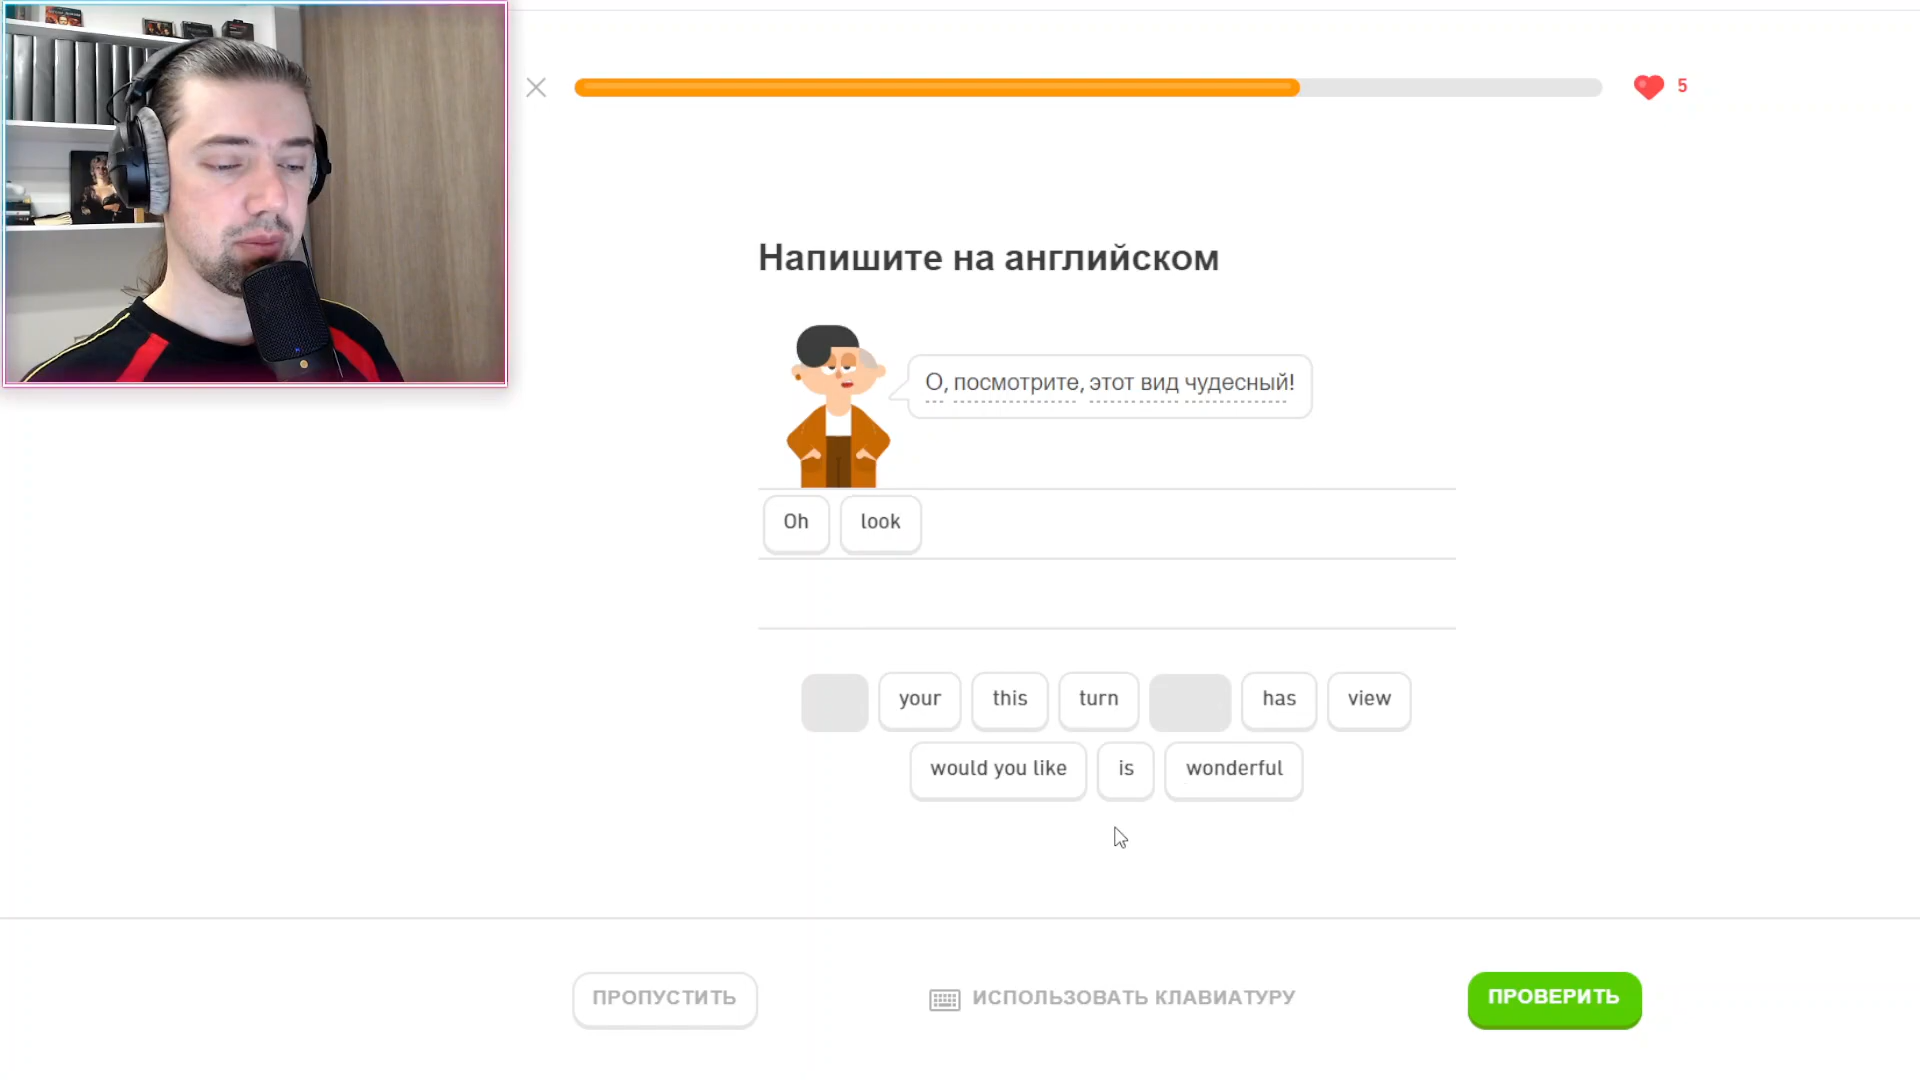 5
Напишите на английском
О, посмотрите, этот вид чудесный!
Oh look
your this turn has view
would you like is wonderful
ПРОПУСТИТЬ ИСПОЛЬЗОВАТЬ КЛАВИАТУРУ ПРОВЕРИТЬ